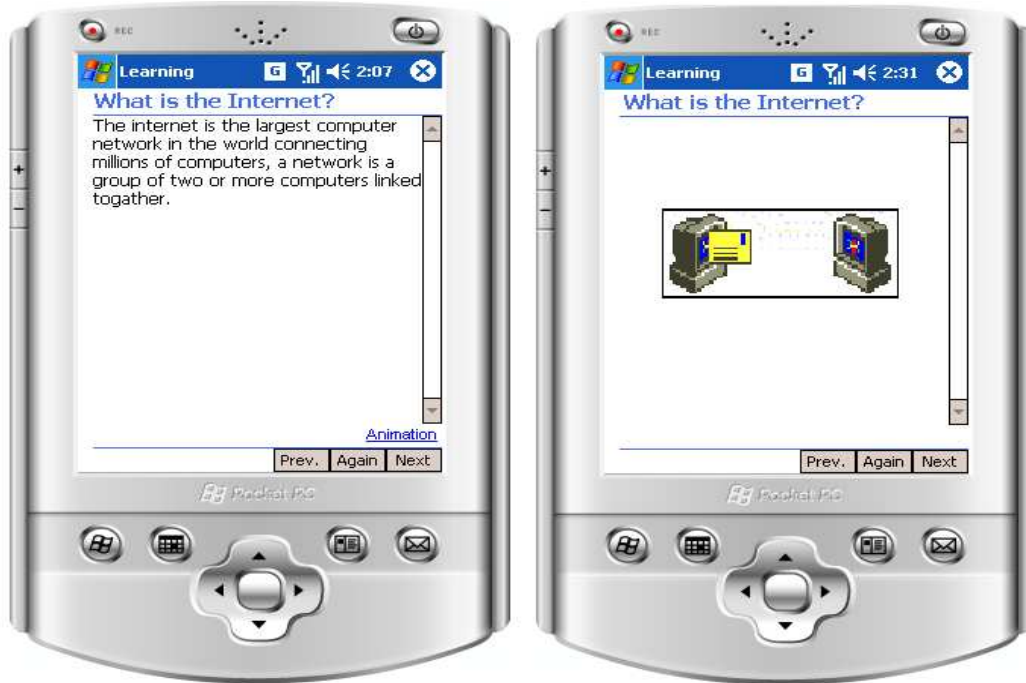 REC
Learning
G
2:07
What is the Internet?
The internet is the largest computer
network in the world connecting
millions of computers, a network is a
group of two or more computers linked
togather.
Animation
Prev. Again Next
Pocket PC
+
-
REC
Learning
G
2:31
What is the Internet?
Prev. Again Next
Pocket PC
+
-